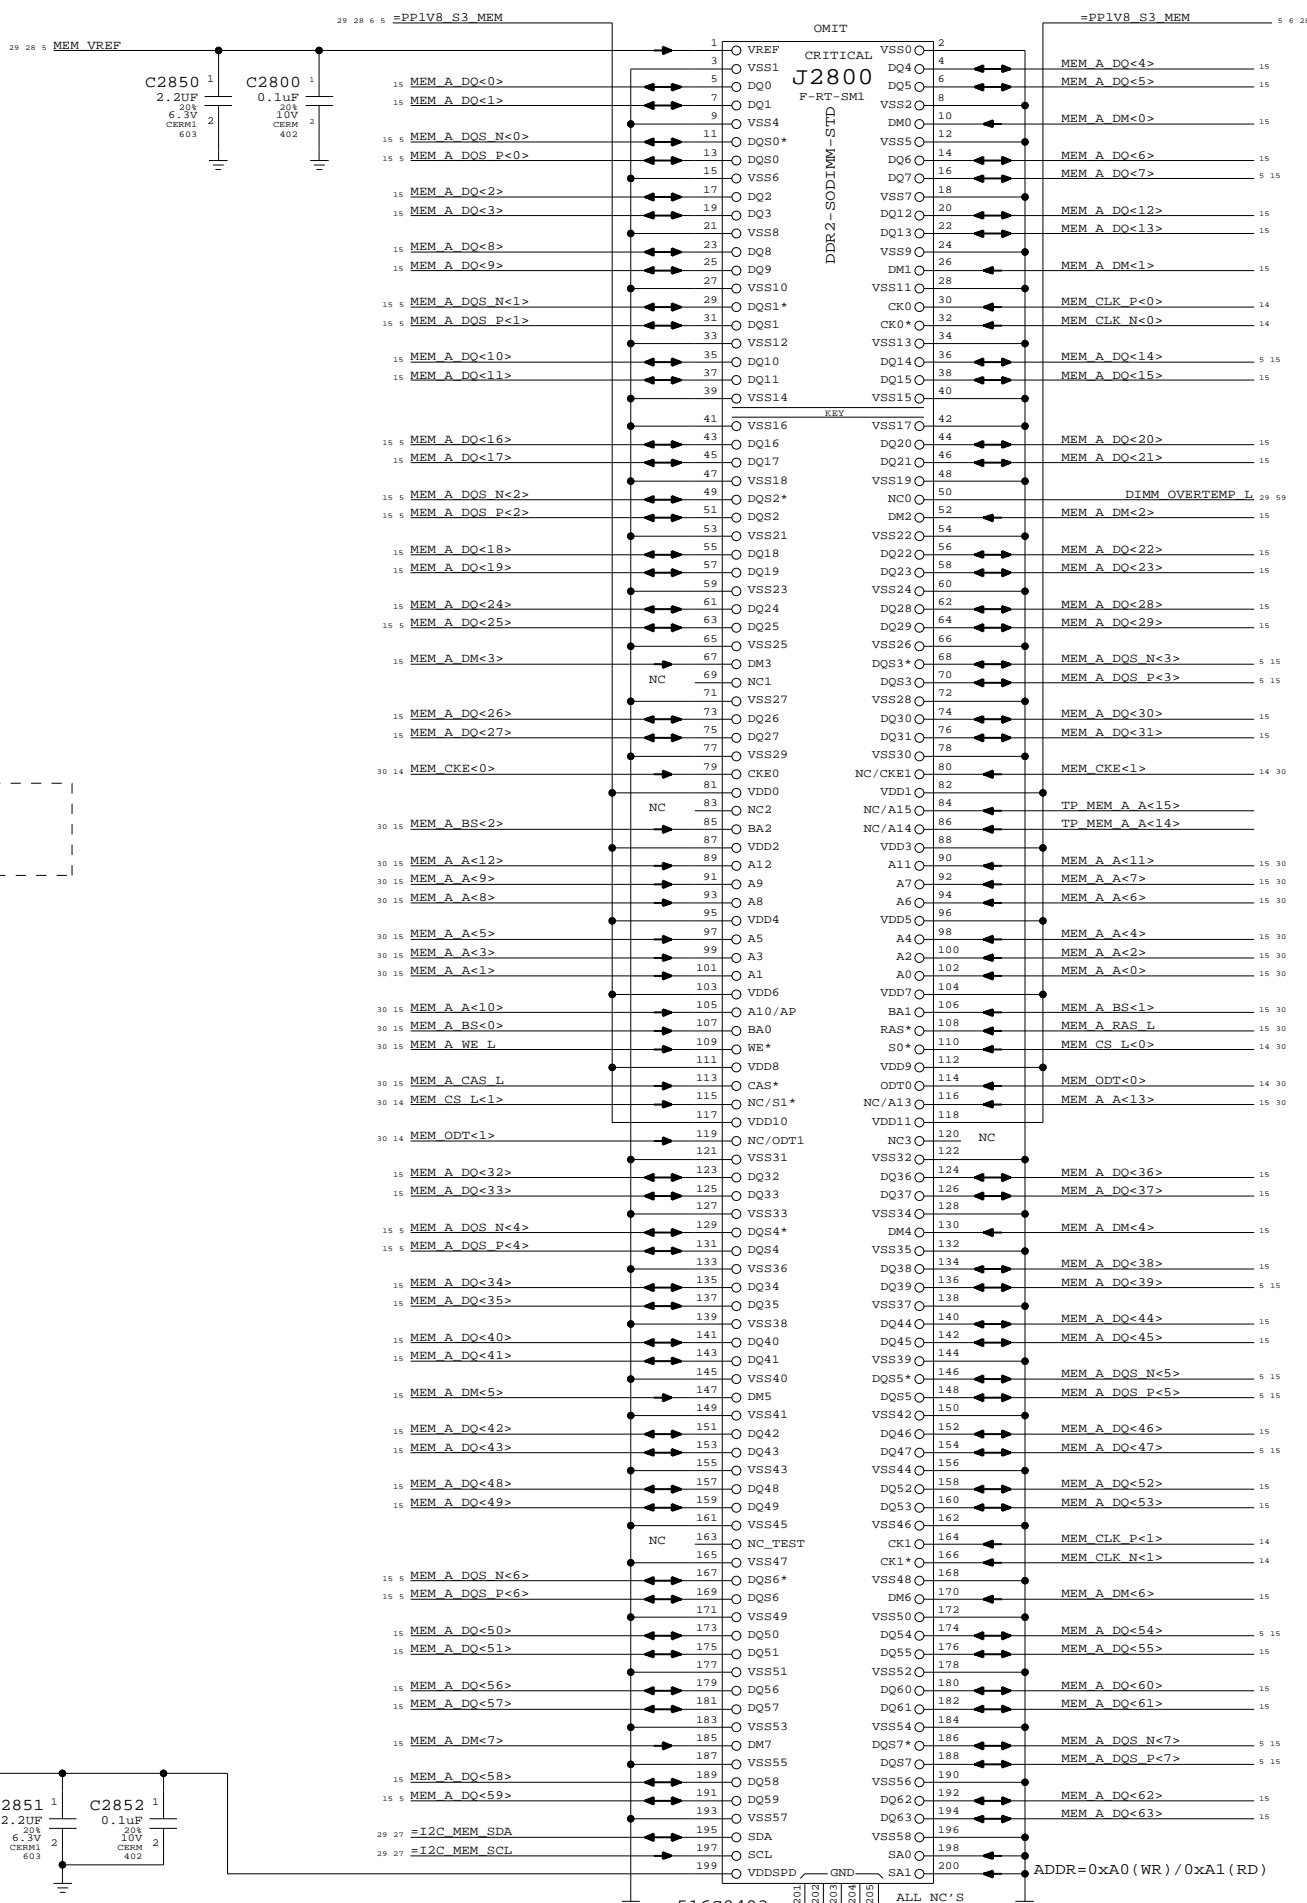 29 28 6 5 =PP1V8_S3_MEM =PP1V8_S3_MEM 5 6 28
OMIT
29 28 5 MEM_VREF 1 VREF VSS0 2
CRITICAL
3 VSS1 DQ4 4 MEM_A_DQ<4> 15
J2800
C2850 1 2.2UF 20% 6.3V 2 CERM1 603
C2800 1 0.1uF 20% 10V 2 CERM 402
15 MEM_A_DQ<0> 5 DQ0 DQ5 6 MEM_A_DQ<5> 15
F-RT-SM1
DDR2-SODIMM-STD
15 MEM_A_DQ<1> 7 DQ1 VSS2 8
9 VSS4 DM0 10 MEM_A_DM<0> 15
15 5 MEM_A_DQS_N<0> 11 DQS0* VSS5 12
15 5 MEM_A_DQS_P<0> 13 DQS0 DQ6 14 MEM_A_DQ<6> 15
15 VSS6 DQ7 16 MEM_A_DQ<7> 5 15
15 MEM_A_DQ<2> 17 DQ2 VSS7 18
15 MEM_A_DQ<3> 19 DQ3 DQ12 20 MEM_A_DQ<12> 15
21 VSS8 DQ13 22 MEM_A_DQ<13> 15
15 MEM_A_DQ<8> 23 DQ8 VSS9 24
15 MEM_A_DQ<9> 25 DQ9 DM1 26 MEM_A_DM<1> 15
27 VSS10 VSS11 28
15 5 MEM_A_DQS_N<1> 29 DQS1* CK0 30 MEM_CLK_P<0> 14
15 5 MEM_A_DQS_P<1> 31 DQS1 CK0* 32 MEM_CLK_N<0> 14
33 VSS12 VSS13 34
15 MEM_A_DQ<10> 35 DQ10 DQ14 36 MEM_A_DQ<14> 5 15
15 MEM_A_DQ<11> 37 DQ11 DQ15 38 MEM_A_DQ<15> 15
39 VSS14 VSS15 40
KEY
41 VSS16 VSS17 42
15 5 MEM_A_DQ<16> 43 DQ16 DQ20 44 MEM_A_DQ<20> 15
15 MEM_A_DQ<17> 45 DQ17 DQ21 46 MEM_A_DQ<21> 15
47 VSS18 VSS19 48
15 5 MEM_A_DQS_N<2> 49 DQS2* NC0 50 DIMM_OVERTEMP_L 29 59
15 5 MEM_A_DQS_P<2> 51 DQS2 DM2 52 MEM_A_DM<2> 15
53 VSS21 VSS22 54
15 MEM_A_DQ<18> 55 DQ18 DQ22 56 MEM_A_DQ<22> 15
15 MEM_A_DQ<19> 57 DQ19 DQ23 58 MEM_A_DQ<23> 15
59 VSS23 VSS24 60
15 MEM_A_DQ<24> 61 DQ24 DQ28 62 MEM_A_DQ<28> 15
15 5 MEM_A_DQ<25> 63 DQ25 DQ29 64 MEM_A_DQ<29> 15
65 VSS25 VSS26 66
15 MEM_A_DM<3> 67 DM3 DQS3* 68 MEM_A_DQS_N<3> 5 15
NC 69 NC1 DQS3 70 MEM_A_DQS_P<3> 5 15
71 VSS27 VSS28 72
15 MEM_A_DQ<26> 73 DQ26 DQ30 74 MEM_A_DQ<30> 15
15 MEM_A_DQ<27> 75 DQ27 DQ31 76 MEM_A_DQ<31> 15
77 VSS29 VSS30 78
30 14 MEM_CKE<0> 79 CKE0 NC/CKE1 80 MEM_CKE<1> 14 30
81 VDD0 VDD1 82
NC 83 NC2 NC/A15 84 TP_MEM_A_A<15>
30 15 MEM_A_BS<2> 85 BA2 NC/A14 86 TP_MEM_A_A<14>
87 VDD2 VDD3 88
30 15 MEM_A_A<12> 89 A12 A11 90 MEM_A_A<11> 15 30
30 15 MEM_A_A<9> 91 A9 A7 92 MEM_A_A<7> 15 30
30 15 MEM_A_A<8> 93 A8 A6 94 MEM_A_A<6> 15 30
95 VDD4 VDD5 96
30 15 MEM_A_A<5> 97 A5 A4 98 MEM_A_A<4> 15 30
30 15 MEM_A_A<3> 99 A3 A2 100 MEM_A_A<2> 15 30
30 15 MEM_A_A<1> 101 A1 A0 102 MEM_A_A<0> 15 30
103 VDD6 VDD7 104
30 15 MEM_A_A<10> 105 A10/AP BA1 106 MEM_A_BS<1> 15 30
30 15 MEM_A_BS<0> 107 BA0 RAS* 108 MEM_A_RAS_L 15 30
30 15 MEM_A_WE_L 109 WE* S0* 110 MEM_CS_L<0> 14 30
111 VDD8 VDD9 112
30 15 MEM_A_CAS_L 113 CAS* ODT0 114 MEM_ODT<0> 14 30
30 14 MEM_CS_L<1> 115 NC/S1* NC/A13 116 MEM_A_A<13> 15 30
117 VDD10 VDD11 118
30 14 MEM_ODT<1> 119 NC/ODT1 NC3 120 NC
121 VSS31 VSS32 122
15 MEM_A_DQ<32> 123 DQ32 DQ36 124 MEM_A_DQ<36> 15
15 MEM_A_DQ<33> 125 DQ33 DQ37 126 MEM_A_DQ<37> 15
127 VSS33 VSS34 128
15 5 MEM_A_DQS_N<4> 129 DQS4* DM4 130 MEM_A_DM<4> 15
15 5 MEM_A_DQS_P<4> 131 DQS4 VSS35 132
133 VSS36 DQ38 134 MEM_A_DQ<38> 15
15 MEM_A_DQ<34> 135 DQ34 DQ39 136 MEM_A_DQ<39> 5 15
15 MEM_A_DQ<35> 137 DQ35 VSS37 138
139 VSS38 DQ44 140 MEM_A_DQ<44> 15
15 MEM_A_DQ<40> 141 DQ40 DQ45 142 MEM_A_DQ<45> 15
15 MEM_A_DQ<41> 143 DQ41 VSS39 144
145 VSS40 DQS5* 146 MEM_A_DQS_N<5> 5 15
15 MEM_A_DM<5> 147 DM5 DQS5 148 MEM_A_DQS_P<5> 5 15
149 VSS41 VSS42 150
15 MEM_A_DQ<42> 151 DQ42 DQ46 152 MEM_A_DQ<46> 15
15 MEM_A_DQ<43> 153 DQ43 DQ47 154 MEM_A_DQ<47> 5 15
155 VSS43 VSS44 156
15 MEM_A_DQ<48> 157 DQ48 DQ52 158 MEM_A_DQ<52> 15
15 MEM_A_DQ<49> 159 DQ49 DQ53 160 MEM_A_DQ<53> 15
161 VSS45 VSS46 162
NC 163 NC_TEST CK1 164 MEM_CLK_P<1> 14
165 VSS47 CK1* 166 MEM_CLK_N<1> 14
15 5 MEM_A_DQS_N<6> 167 DQS6* VSS48 168
15 5 MEM_A_DQS_P<6> 169 DQS6 DM6 170 MEM_A_DM<6> 15
171 VSS49 VSS50 172
15 MEM_A_DQ<50> 173 DQ50 DQ54 174 MEM_A_DQ<54> 5 15
15 MEM_A_DQ<51> 175 DQ51 DQ55 176 MEM_A_DQ<55> 15
177 VSS51 VSS52 178
15 MEM_A_DQ<56> 179 DQ56 DQ60 180 MEM_A_DQ<60> 15
15 MEM_A_DQ<57> 181 DQ57 DQ61 182 MEM_A_DQ<61> 15
183 VSS53 VSS54 184
15 MEM_A_DM<7> 185 DM7 DQS7* 186 MEM_A_DQS_N<7> 5 15
187 VSS55 DQS7 188 MEM_A_DQS_P<7> 5 15
15 MEM_A_DQ<58> 189 DQ58 VSS56 190
15 5 MEM_A_DQ<59> 191 DQ59 DQ62 192 MEM_A_DQ<62> 15
2851 1 2.2UF 20% 6.3V 2 CERM1 603
C2852 1 0.1uF 20% 10V 2 CERM 402
193 VSS57 DQ63 194 MEM_A_DQ<63> 15
29 27 =I2C_MEM_SDA 195 SDA VSS58 196
29 27 =I2C_MEM_SCL 197 SCL SA0 198
199 VDDSPD GND SA1 200 ADDR=0xA0(WR)/0xA1(RD)
201 202 203 204 205 ALL NC'S